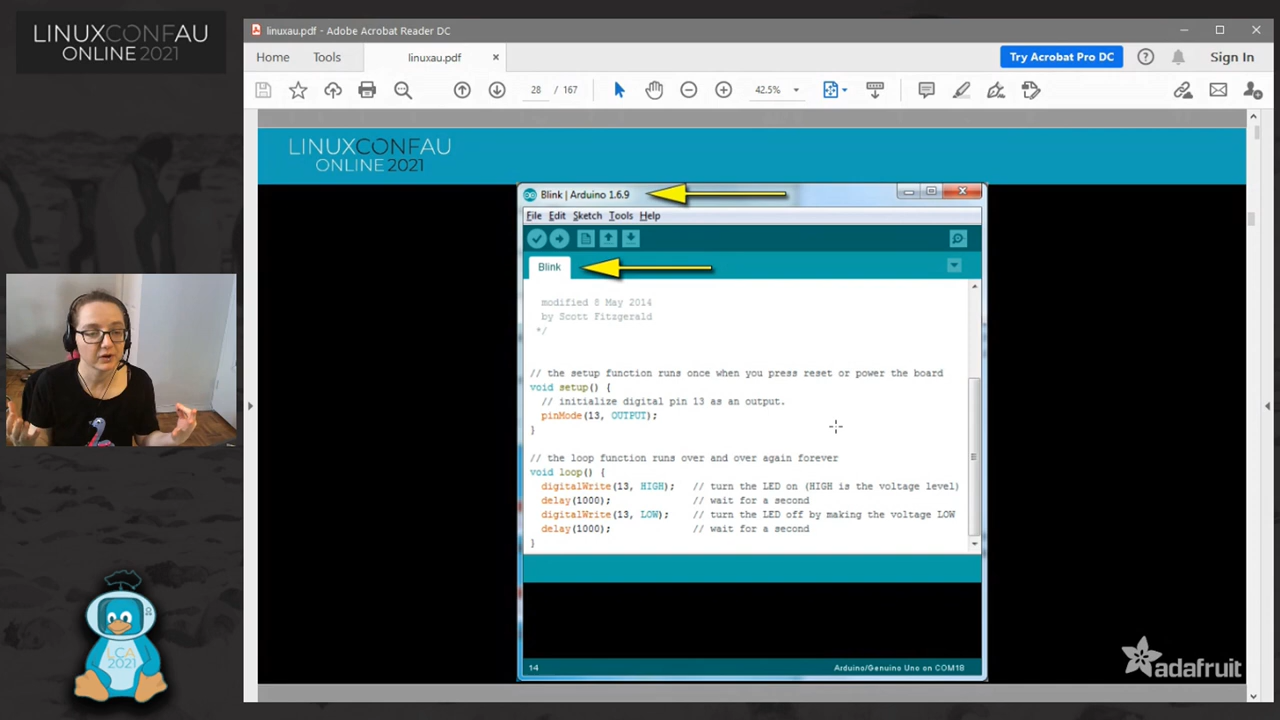 LINUXCONFAU
ONLINE 2021
linuxau.pdf - Adobe Acrobat Reader DC
Home Tools linuxau.pdf Try Acrobat Pro DC Sign In
28 / 167 42.5%
LINUXCONFAU
ONLINE 2021
Blink | Arduino 1.6.9
File Edit Sketch Tools Help
Blink
modified 8 May 2014
by Scott Fitzgerald
*/
// the setup function runs once when you press reset or power the board
void setup() {
// initialize digital pin 13 as an output.
pinMode(13, OUTPUT);
}
// the loop function runs over and over again forever
void loop() {
digitalWrite(13, HIGH); // turn the LED on (HIGH is the voltage level)
delay(1000); // wait for a second
digitalWrite(13, LOW); // turn the LED off by making the voltage LOW
delay(1000); // wait for a second
}
14 Arduino/Genuino Uno on COM18
adafruit
LCA
2021